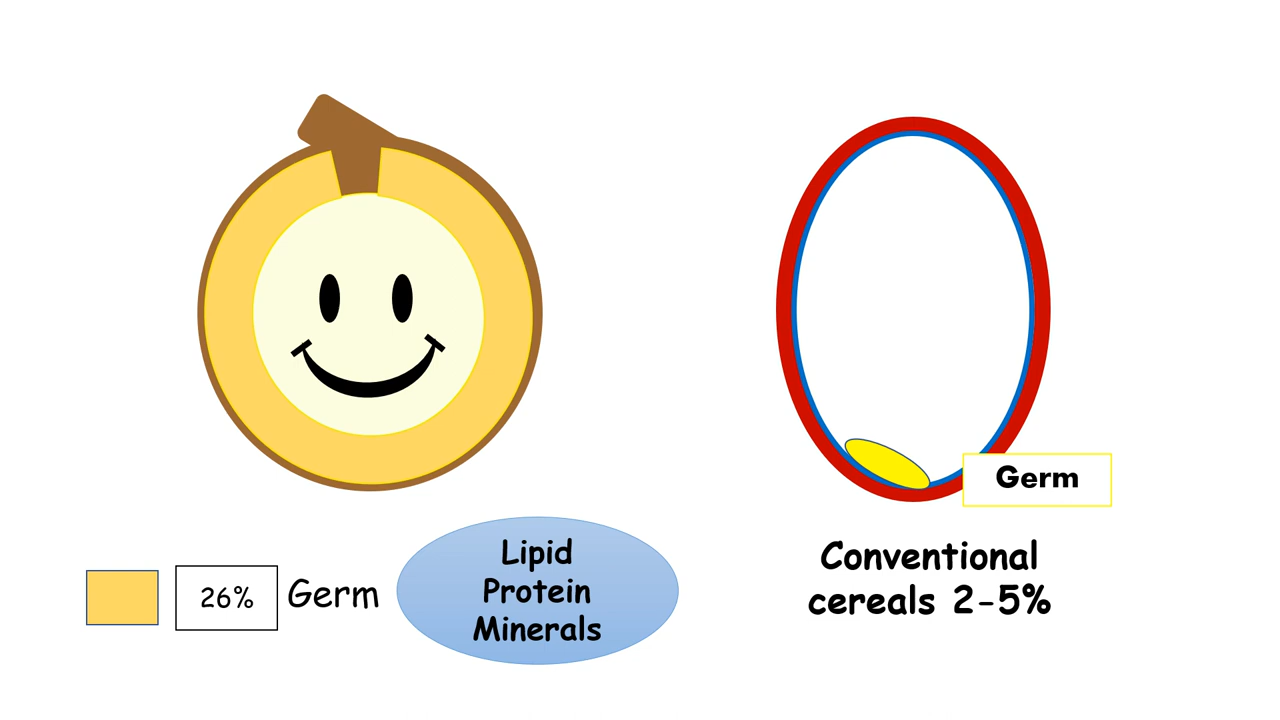 Germ
26%
Germ
Lipid
Protein
Minerals
Conventional
cereals 2-5%